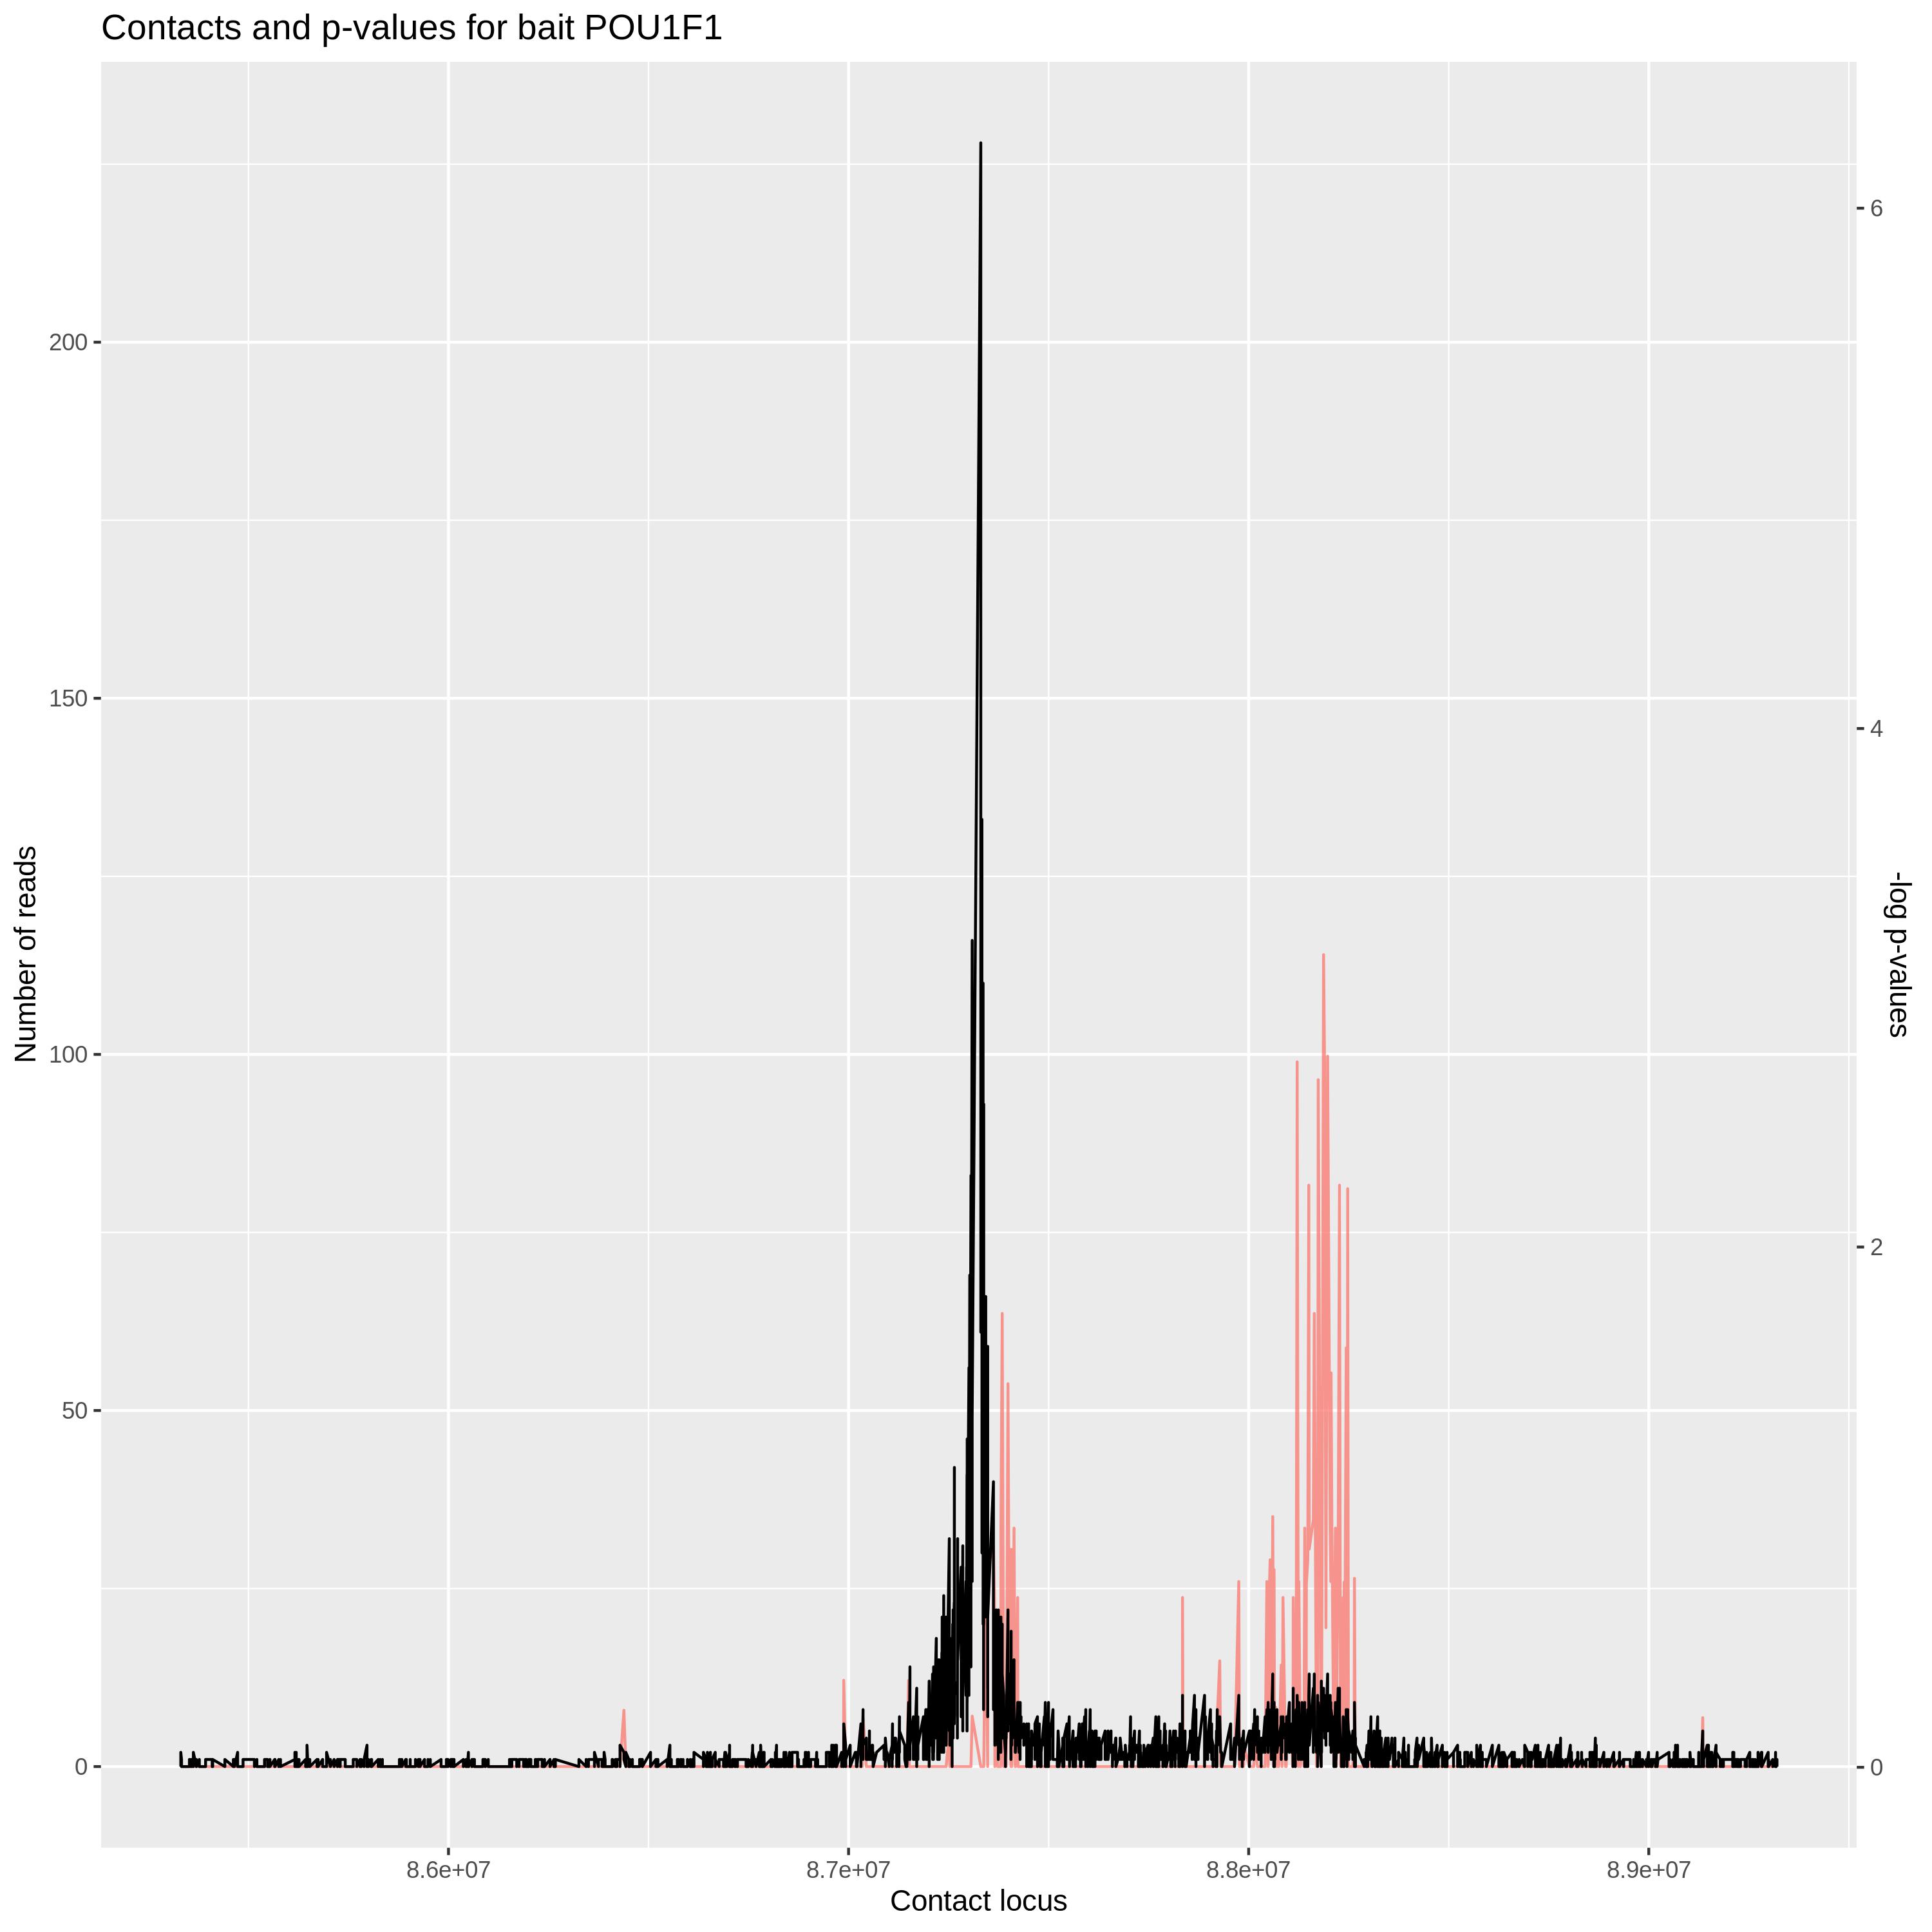 Contacts and p-values for bait POU1F1
200
150
100
50
0
Number of reads
6
4
2
0
-log p-values
8.6e+07
8.7e+07
8.8e+07
8.9e+07
Contact locus